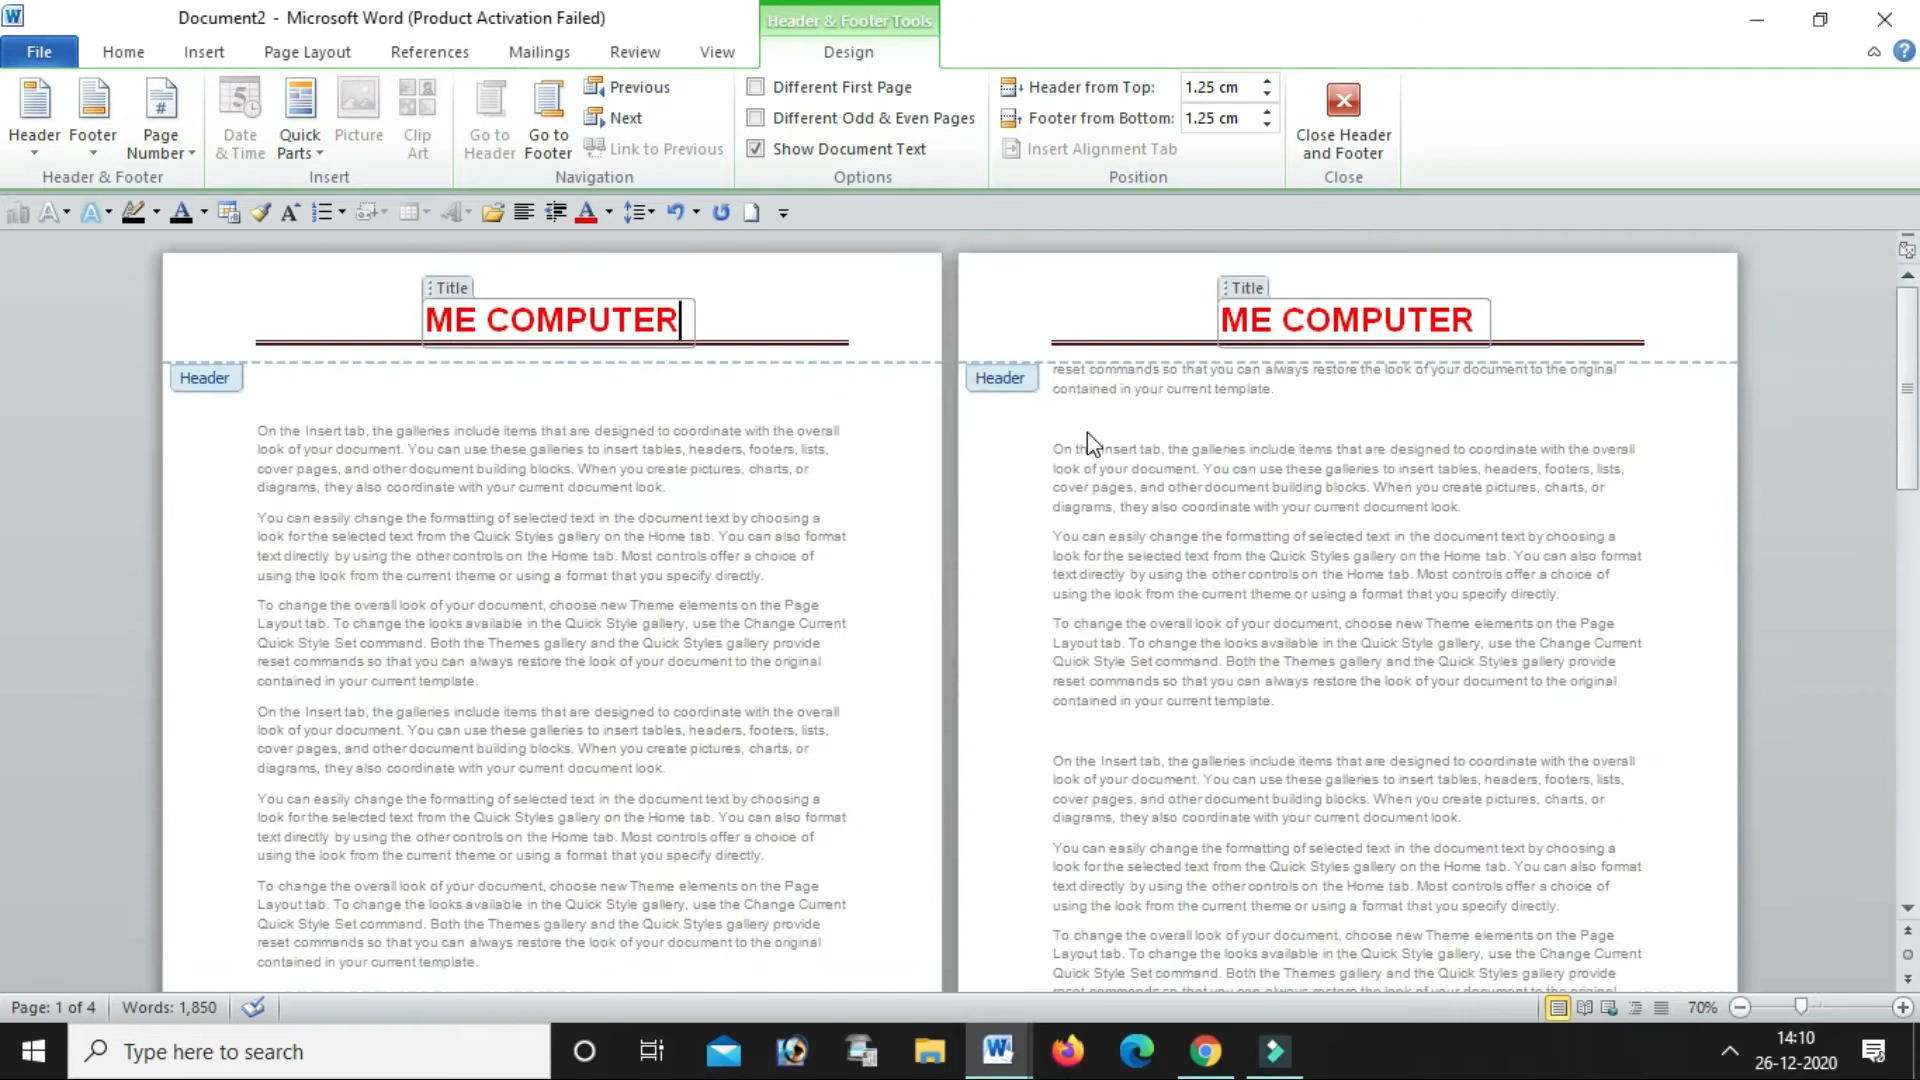 Document2 - Microsoft Word (Product Activation Failed)
Header & Footer Tools
File Home Insert Page Layout References Mailings Review View Design
Header Footer Page Number
Header & Footer
Date & Time Quick Parts Picture Clip Art
Insert
Go to Header Go to Footer Previous Next Link to Previous
Navigation
Different First Page
Different Odd & Even Pages
Show Document Text
Options
Header from Top: 1.25 cm
Footer from Bottom: 1.25 cm
Insert Alignment Tab
Position
Close Header and Footer
Close
Title
ME COMPUTER
Header
On the Insert tab, the galleries include items that are designed to coordinate with the overall
look of your document. You can use these galleries to insert tables, headers, footers, lists,
cover pages, and other document building blocks. When you create pictures, charts, or
diagrams, they also coordinate with your current document look.
You can easily change the formatting of selected text in the document text by choosing a
look for the selected text from the Quick Styles gallery on the Home tab. You can also format
text directly by using the other controls on the Home tab. Most controls offer a choice of
using the look from the current theme or using a format that you specify directly.
To change the overall look of your document, choose new Theme elements on the Page
Layout tab. To change the looks available in the Quick Style gallery, use the Change Current
Quick Style Set command. Both the Themes gallery and the Quick Styles gallery provide
reset commands so that you can always restore the look of your document to the original
contained in your current template.
On the Insert tab, the galleries include items that are designed to coordinate with the overall
look of your document. You can use these galleries to insert tables, headers, footers, lists,
cover pages, and other document building blocks. When you create pictures, charts, or
diagrams, they also coordinate with your current document look.
You can easily change the formatting of selected text in the document text by choosing a
look for the selected text from the Quick Styles gallery on the Home tab. You can also format
text directly by using the other controls on the Home tab. Most controls offer a choice of
using the look from the current theme or using a format that you specify directly.
To change the overall look of your document, choose new Theme elements on the Page
Layout tab. To change the looks available in the Quick Style gallery, use the Change Current
Quick Style Set command. Both the Themes gallery and the Quick Styles gallery provide
reset commands so that you can always restore the look of your document to the original
contained in your current template.
Title
ME COMPUTER
Header
reset commands so that you can always restore the look of your document to the original
contained in your current template.
On the Insert tab, the galleries include items that are designed to coordinate with the overall
look of your document. You can use these galleries to insert tables, headers, footers, lists,
cover pages, and other document building blocks. When you create pictures, charts, or
diagrams, they also coordinate with your current document look.
You can easily change the formatting of selected text in the document text by choosing a
look for the selected text from the Quick Styles gallery on the Home tab. You can also format
text directly by using the other controls on the Home tab. Most controls offer a choice of
using the look from the current theme or using a format that you specify directly.
To change the overall look of your document, choose new Theme elements on the Page
Layout tab. To change the looks available in the Quick Style gallery, use the Change Current
Quick Style Set command. Both the Themes gallery and the Quick Styles gallery provide
reset commands so that you can always restore the look of your document to the original
contained in your current template.
On the Insert tab, the galleries include items that are designed to coordinate with the overall
look of your document. You can use these galleries to insert tables, headers, footers, lists,
cover pages, and other document building blocks. When you create pictures, charts, or
diagrams, they also coordinate with your current document look.
You can easily change the formatting of selected text in the document text by choosing a
look for the selected text from the Quick Styles gallery on the Home tab. You can also format
text directly by using the other controls on the Home tab. Most controls offer a choice of
using the look from the current theme or using a format that you specify directly.
To change the overall look of your document, choose new Theme elements on the Page
Layout tab. To change the looks available in the Quick Style gallery, use the Change Current
Quick Style Set command. Both the Themes gallery and the Quick Styles gallery provide
reset commands so that you can always restore the look of your document to the original
Page: 1 of 4 Words: 1,850 70%
Type here to search
14:10
26-12-2020